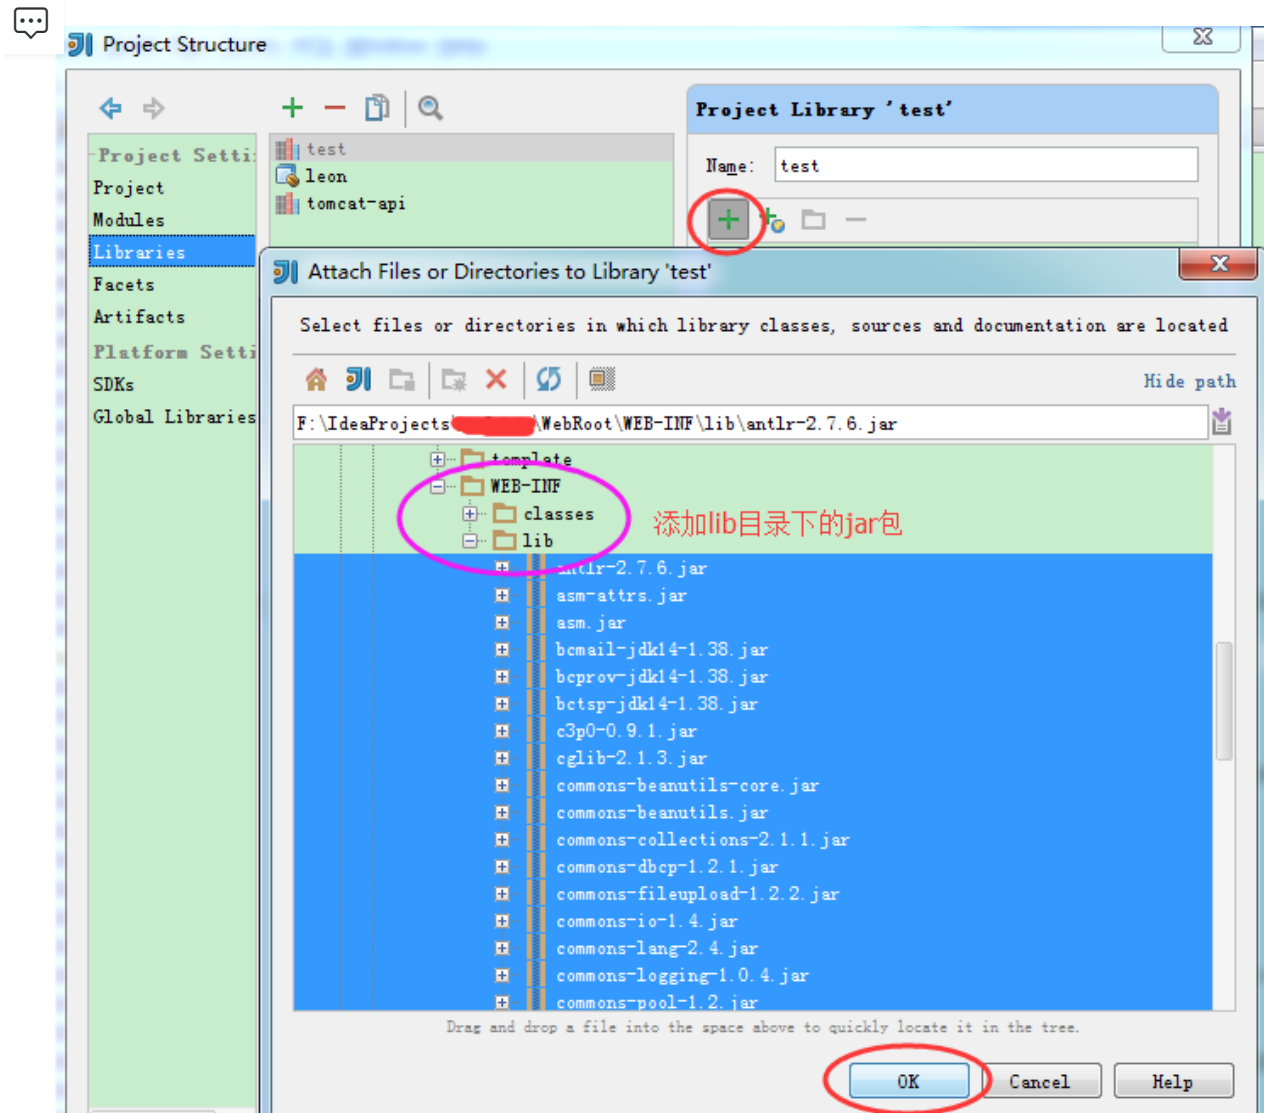 Project Structure
Project Library 'test'
-Project Setti
Project
Modules
Libraries
Facets
Artifacts
Platform Setti
SDKs
Global Libraries
test
leon
tomcat-api
Name: test
Attach Files or Directories to Library 'test'
Select files or directories in which library classes, sources and documentation are located
Hide path
F:\IdeaProjects \WebRoot\WEB-INF\lib\antlr-2.7.6.jar
template
WEB-INF
classes
lib
添加lib目录下的jar包
antlr-2.7.6.jar
asm-attrs.jar
asm.jar
bcmail-jdk14-1.38.jar
bcprov-jdk14-1.38.jar
bctsp-jdk14-1.38.jar
c3p0-0.9.1.jar
cglib-2.1.3.jar
commons-beanutils-core.jar
commons-beanutils.jar
commons-collections-2.1.1.jar
commons-dbcp-1.2.1.jar
commons-fileupload-1.2.2.jar
commons-io-1.4.jar
commons-lang-2.4.jar
commons-logging-1.0.4.jar
commons-pool-1.2.jar
Drag and drop a file into the space above to quickly locate it in the tree.
OK
Cancel
Help